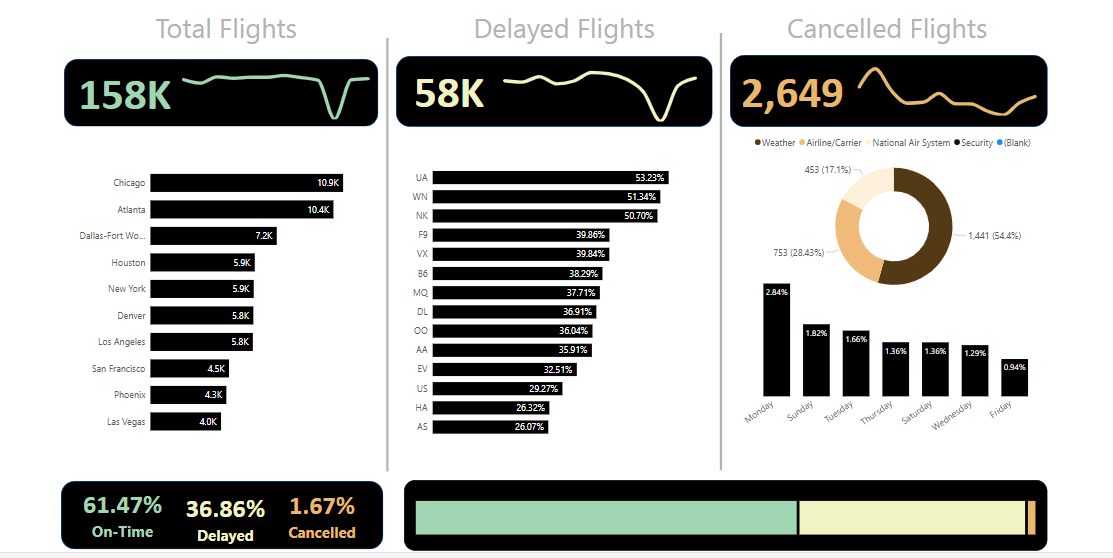 Total Flights
Delayed Flights
Cancelled Flights
158K
58K
2,649
Weather Airline/Carrier National Air System Security (Blank)
Chicago 10.9K
Atlanta 10.4K
Dallas-Fort Wo... 7.2K
Houston 5.9K
New York 5.9K
Denver 5.8K
Los Angeles 5.8K
San Francisco 4.5K
Phoenix 4.3K
Las Vegas 4.0K
UA 53.23%
WN 51.34%
NK 50.70%
F9 39.86%
VX 39.84%
B6 38.29%
MQ 37.71%
DL 36.91%
OO 36.04%
AA 35.91%
EV 32.51%
US 29.27%
HA 26.32%
AS 26.07%
453 (17.1%)
1,441 (54.4%)
753 (28.43%)
2.84%
1.82%
1.66%
1.36%
1.36%
1.29%
0.94%
Monday
Sunday
Tuesday
Thursday
Saturday
Wednesday
Friday
61.47%
On-Time
36.86%
Delayed
1.67%
Cancelled